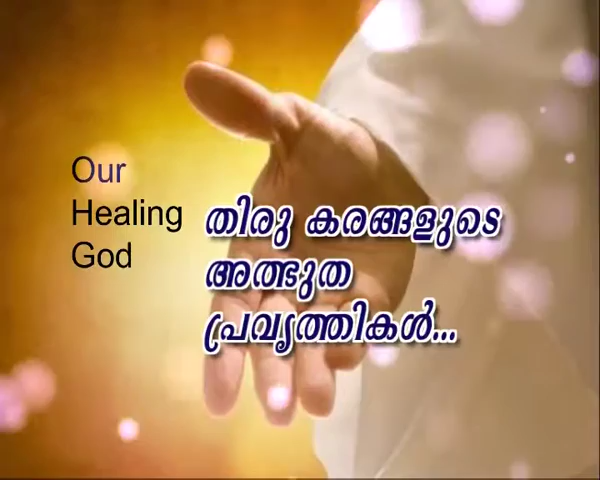 Our
Healing
God
തിരു കരങ്ങളുടെ
അത്ഭുത
പ്രവൃത്തികൾ...